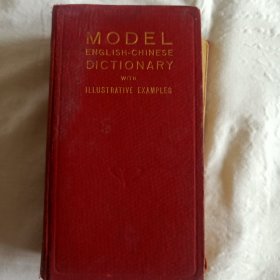 MODEL
ENGLISH-CHINESE
DICTIONARY
WITH
ILLUSTRATIVE EXAMPLES